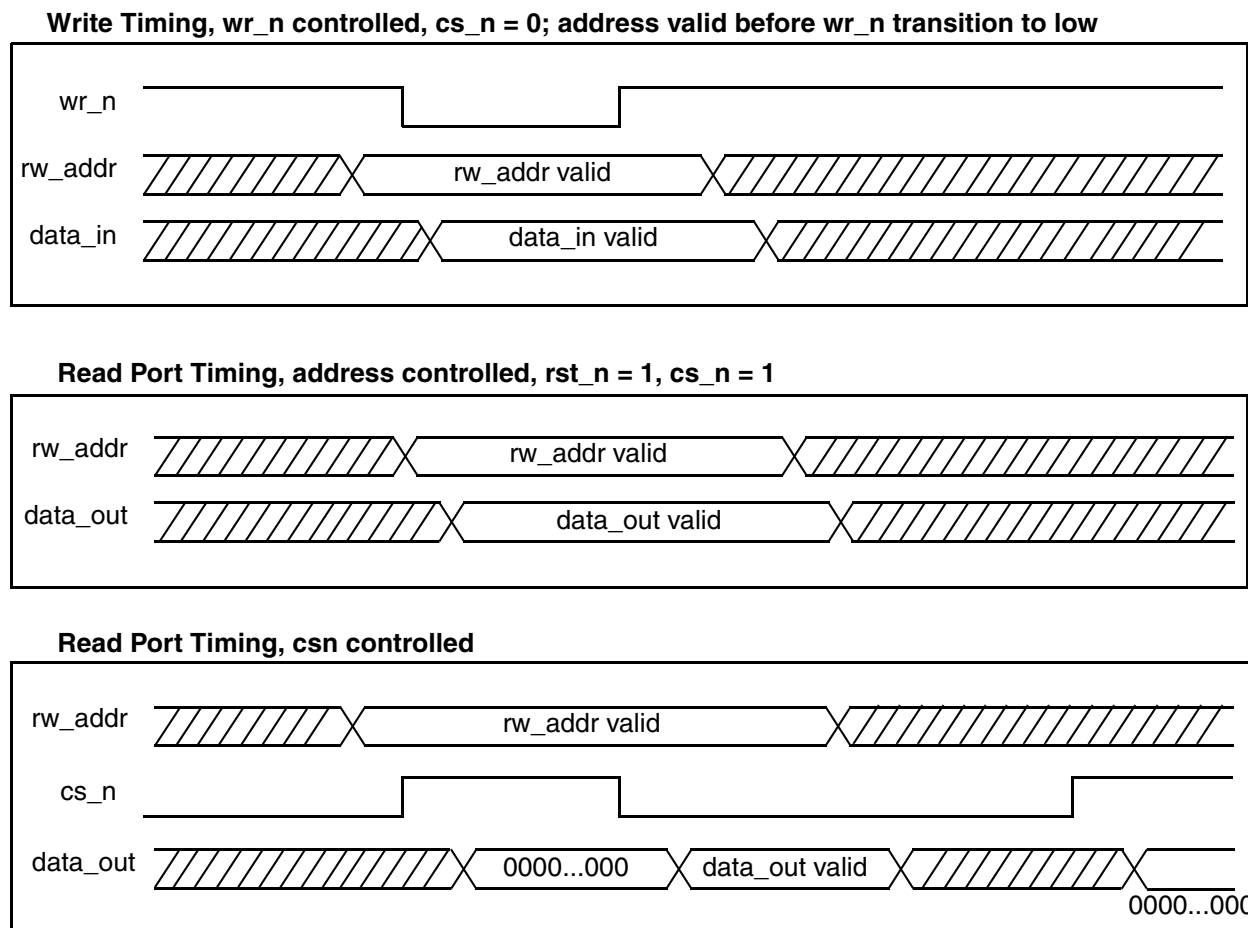 Write Timing, wr_n controlled, cs_n = 0; address valid before wr_n transition to low
wr_n
rw_addr
rw_addr valid
data_in
data_in valid
Read Port Timing, address controlled, rst_n = 1, cs_n = 1
rw_addr
rw_addr valid
data_out
data_out valid
Read Port Timing, csn controlled
rw_addr
rw_addr valid
cs_n
data_out
0000...000
data_out valid
0000...000